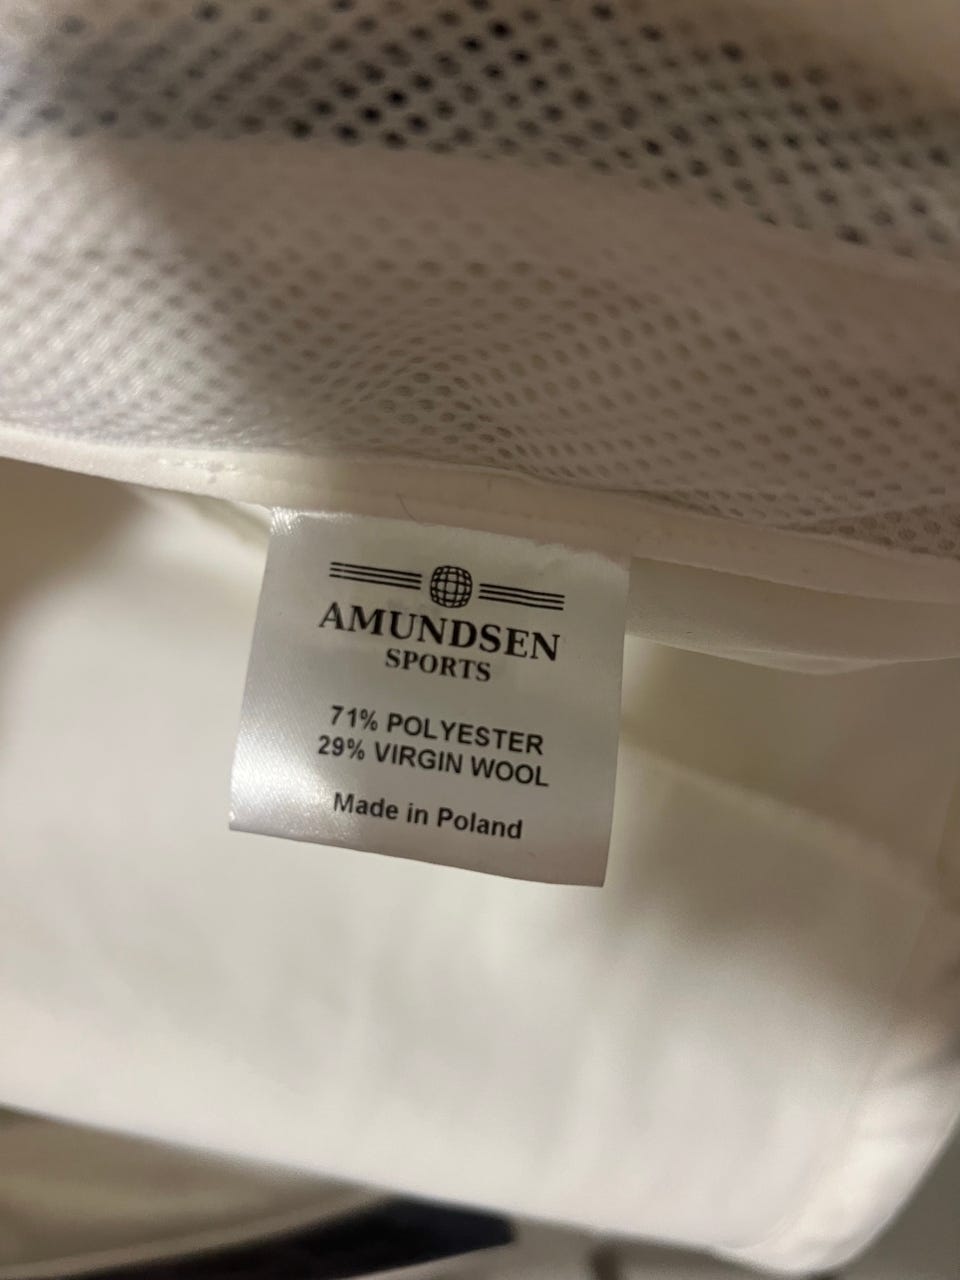 AMUNDSEN
SPORTS
71% POLYESTER
29% VIRGIN WOOL
Made in Poland